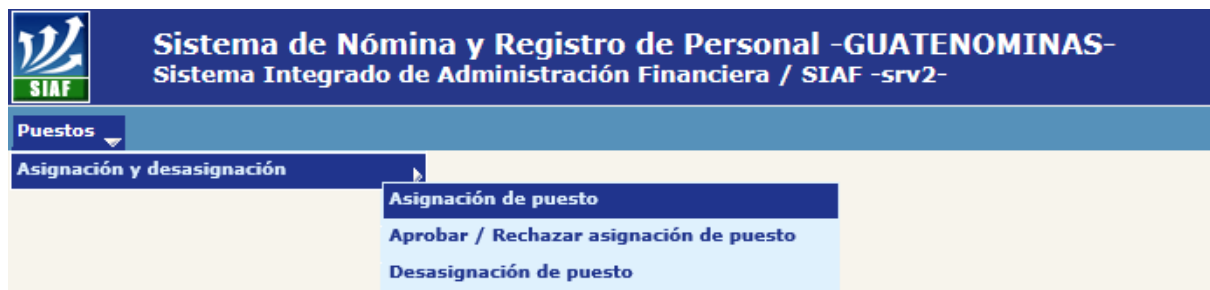 Sistema de Nómina y Registro de Personal -GUATENOMINAS-
Sistema Integrado de Administración Financiera / SIAF -srv2-
SIAF
Puestos
Asignación y desasignación
Asignación de puesto
Aprobar / Rechazar asignación de puesto
Desasignación de puesto